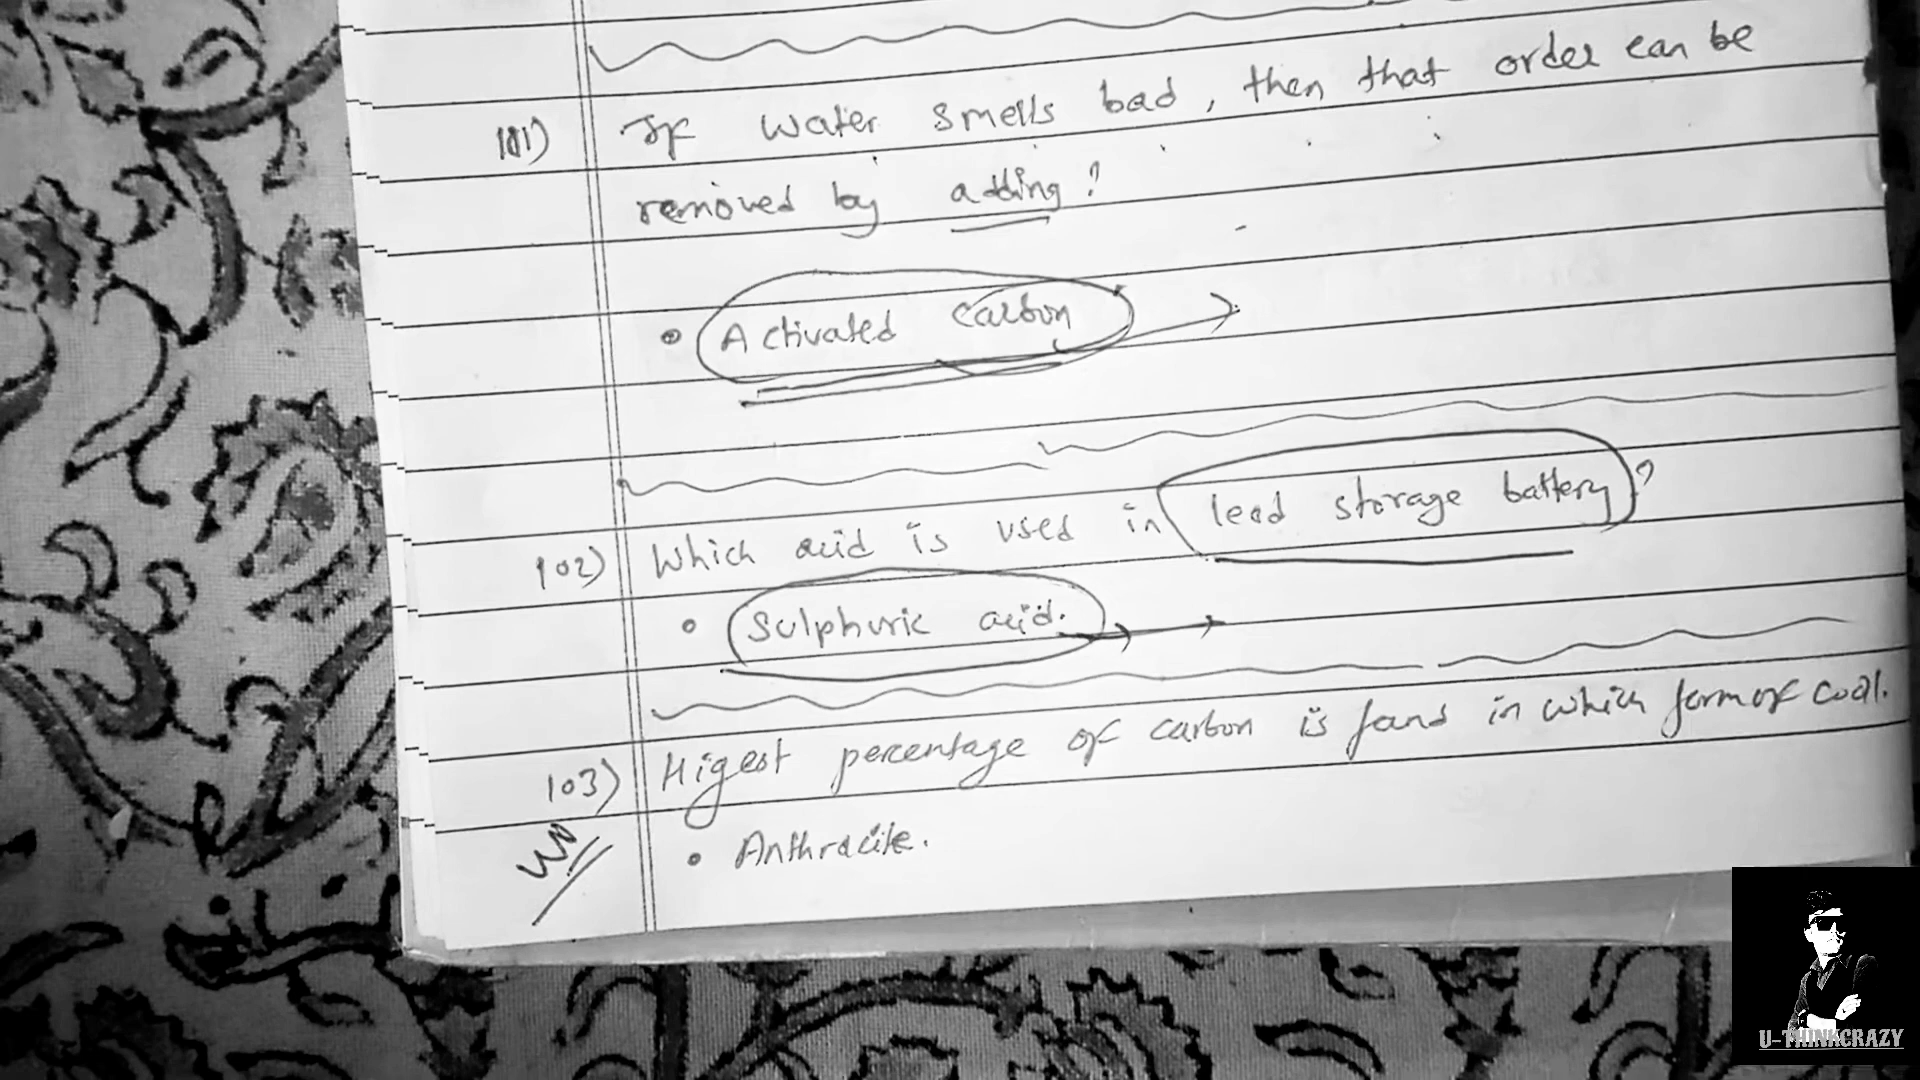 101) If water smells bad, then that order can be
removed by adding?
• Activated carbon
102) Which acid is used in lead storage battery?
• Sulphuric acid.
103) Higest percentage of carbon is fond in which form of coal.
• Anthracite.
U-THINKCRAZY